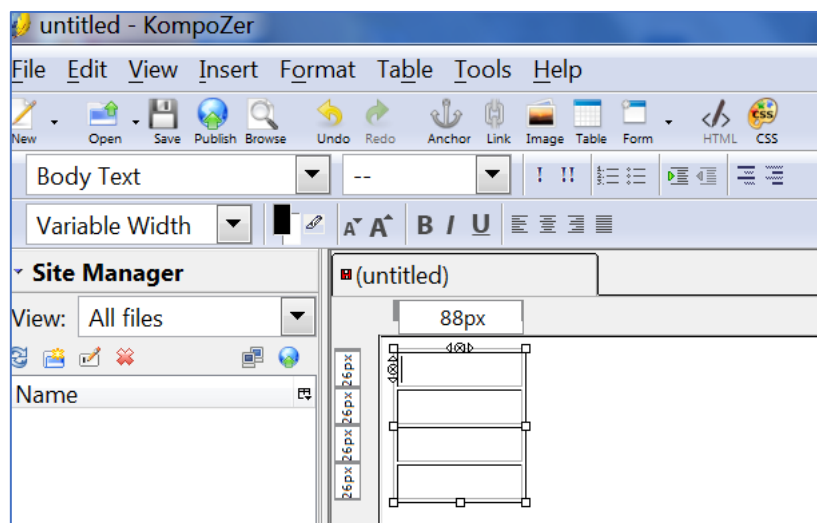 untitled - KompoZer
File Edit View Insert Format Table Tools Help
New Open Save Publish Browse Undo Redo Anchor Link Image Table Form HTML CSS
Body Text -- ! !!
Variable Width A A B I U
Site Manager
(untitled)
View: All files
88px
Name
26px
26px
26px
26px